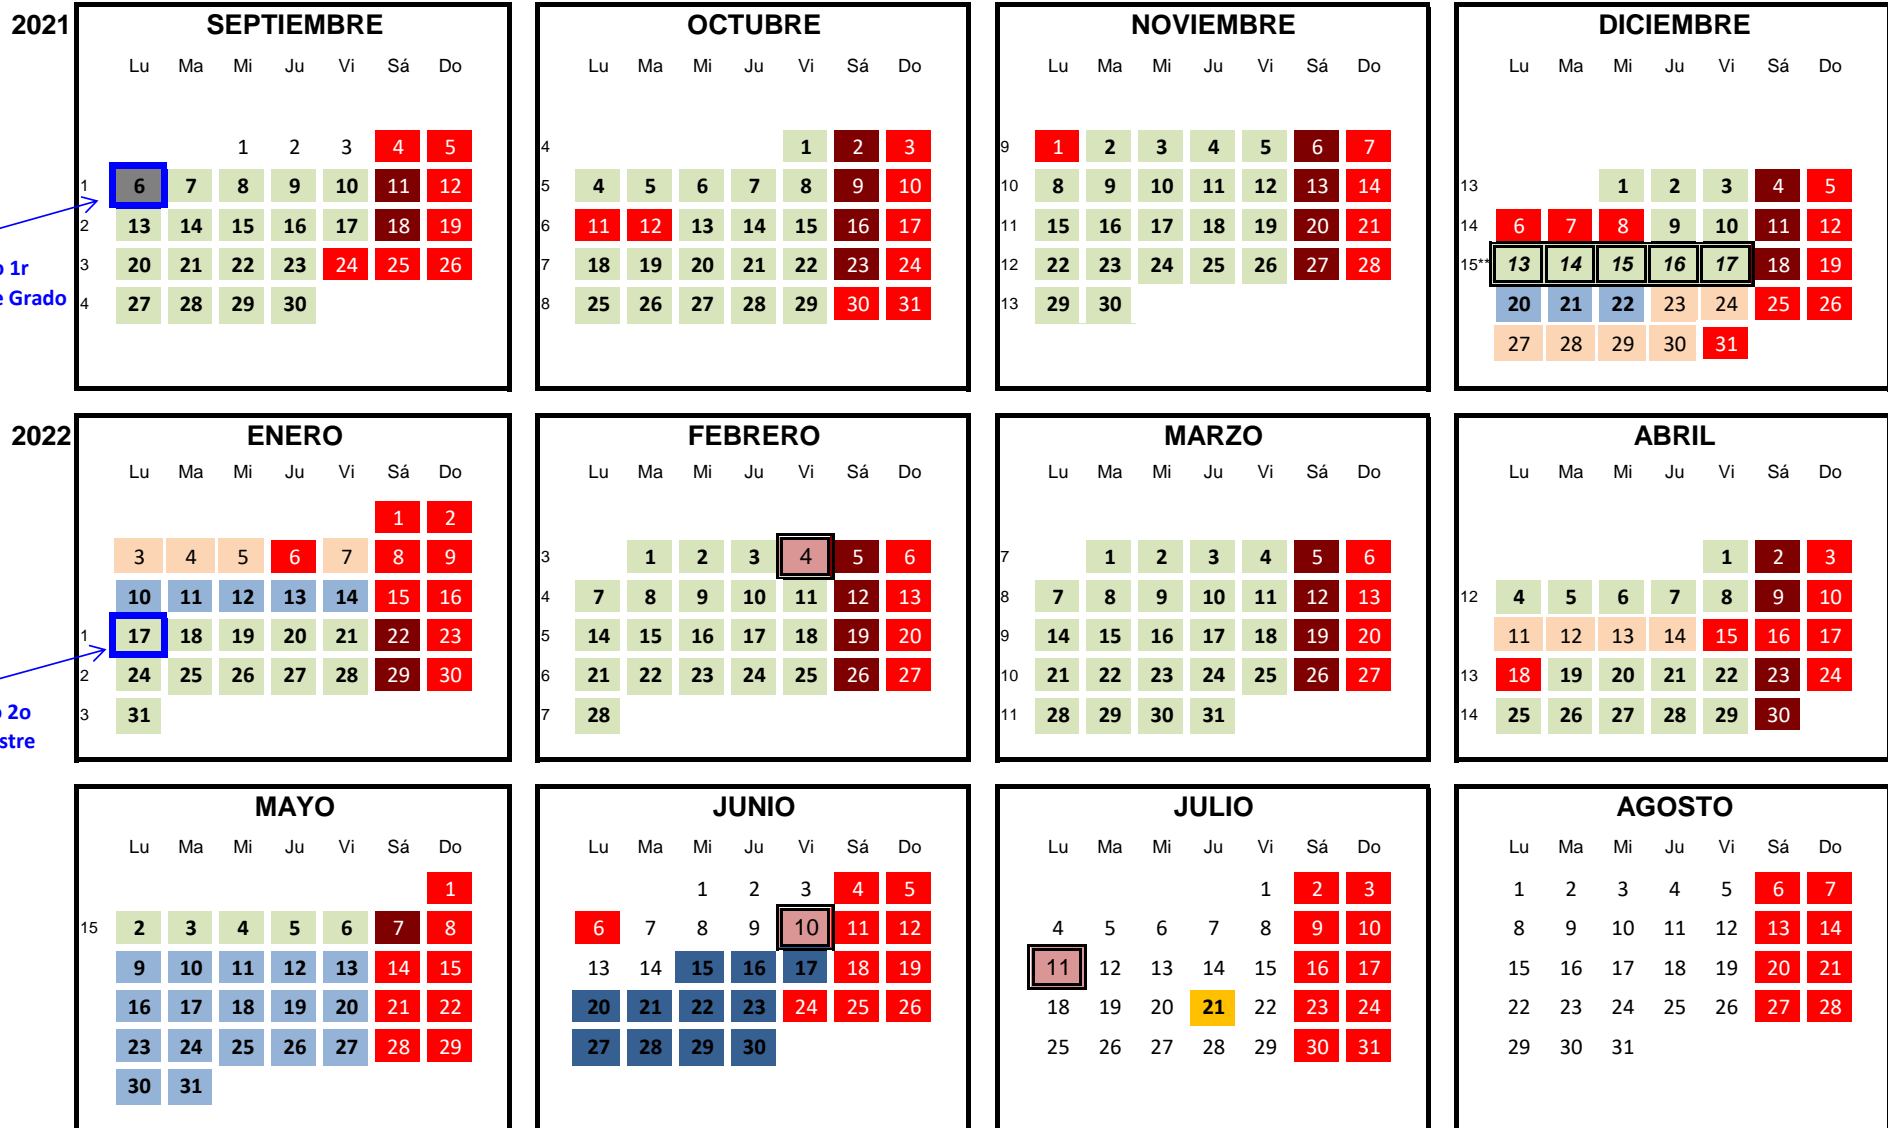 2021
SEPTIEMBRE
Lu Ma Mi Ju Vi Sá Do
1 2 3 4 5
1 6 7 8 9 10 11 12
2 13 14 15 16 17 18 19
3 20 21 22 23 24 25 26
4 27 28 29 30
o 1r
e Grado
OCTUBRE
Lu Ma Mi Ju Vi Sá Do
4 1 2 3
5 4 5 6 7 8 9 10
6 11 12 13 14 15 16 17
7 18 19 20 21 22 23 24
8 25 26 27 28 29 30 31
NOVIEMBRE
Lu Ma Mi Ju Vi Sá Do
9 1 2 3 4 5 6 7
10 8 9 10 11 12 13 14
11 15 16 17 18 19 20 21
12 22 23 24 25 26 27 28
13 29 30
DICIEMBRE
Lu Ma Mi Ju Vi Sá Do
13 1 2 3 4 5
14 6 7 8 9 10 11 12
15** 13 14 15 16 17 18 19
20 21 22 23 24 25 26
27 28 29 30 31
2022
ENERO
Lu Ma Mi Ju Vi Sá Do
1 2
3 4 5 6 7 8 9
10 11 12 13 14 15 16
1 17 18 19 20 21 22 23
2 24 25 26 27 28 29 30
3 31
o 2o
stre
FEBRERO
Lu Ma Mi Ju Vi Sá Do
3 1 2 3 4 5 6
4 7 8 9 10 11 12 13
5 14 15 16 17 18 19 20
6 21 22 23 24 25 26 27
7 28
MARZO
Lu Ma Mi Ju Vi Sá Do
7 1 2 3 4 5 6
8 7 8 9 10 11 12 13
9 14 15 16 17 18 19 20
10 21 22 23 24 25 26 27
11 28 29 30 31
ABRIL
Lu Ma Mi Ju Vi Sá Do
1 2 3
12 4 5 6 7 8 9 10
11 12 13 14 15 16 17
13 18 19 20 21 22 23 24
14 25 26 27 28 29 30
MAYO
Lu Ma Mi Ju Vi Sá Do
1
15 2 3 4 5 6 7 8
9 10 11 12 13 14 15
16 17 18 19 20 21 22
23 24 25 26 27 28 29
30 31
JUNIO
Lu Ma Mi Ju Vi Sá Do
1 2 3 4 5
6 7 8 9 10 11 12
13 14 15 16 17 18 19
20 21 22 23 24 25 26
27 28 29 30
JULIO
Lu Ma Mi Ju Vi Sá Do
1 2 3
4 5 6 7 8 9 10
11 12 13 14 15 16 17
18 19 20 21 22 23 24
25 26 27 28 29 30 31
AGOSTO
Lu Ma Mi Ju Vi Sá Do
1 2 3 4 5 6 7
8 9 10 11 12 13 14
15 16 17 18 19 20 21
22 23 24 25 26 27 28
29 30 31